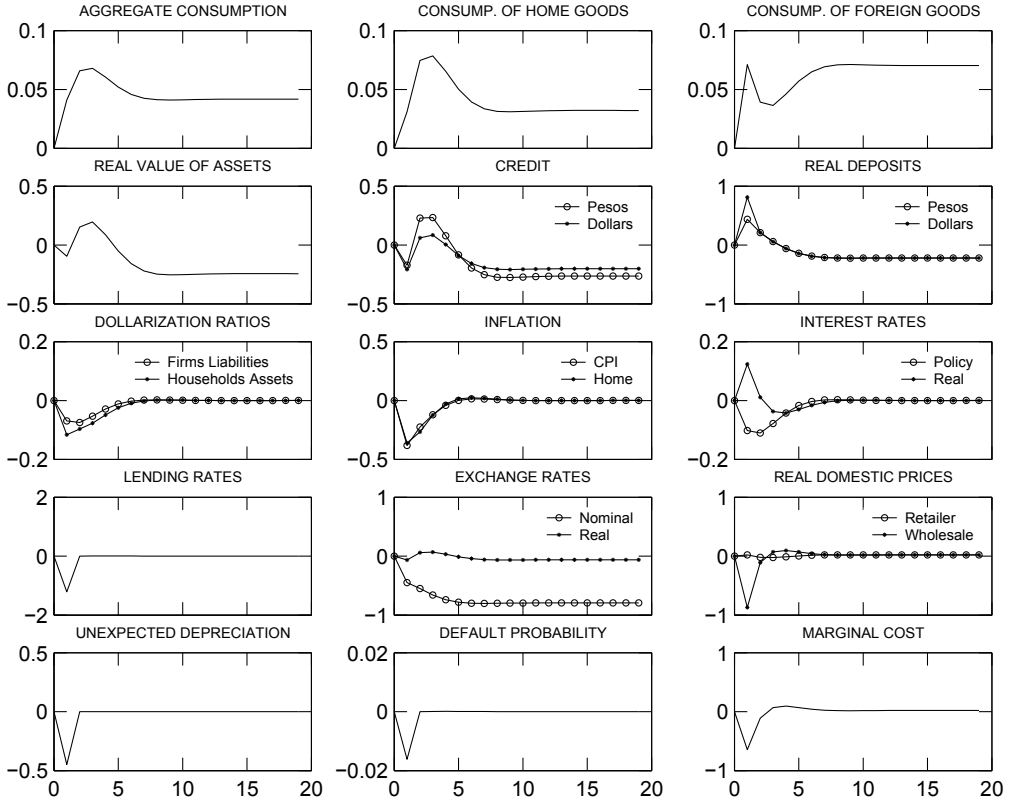 AGGREGATE CONSUMPTION
CONSUMP. OF HOME GOODS
CONSUMP. OF FOREIGN GOODS
0.1
0.05
0
0.1
0.05
0
0.1
0.05
0
REAL VALUE OF ASSETS
CREDIT
REAL DEPOSITS
0.5
0
−0.5
0.5
0
−0.5
Pesos
Dollars
1
0
−1
Pesos
Dollars
DOLLARIZATION RATIOS
INFLATION
INTEREST RATES
0.2
0
−0.2
Firms Liabilities
Households Assets
0.5
0
−0.5
CPI
Home
0.2
0
−0.2
Policy
Real
LENDING RATES
EXCHANGE RATES
REAL DOMESTIC PRICES
2
0
−2
1
0
−1
Nominal
Real
1
0
−1
Retailer
Wholesale
UNEXPECTED DEPRECIATION
DEFAULT PROBABILITY
MARGINAL COST
0.5
0
−0.5
0.02
0
−0.02
1
0
−1
0 5 10 15 20
0 5 10 15 20
0 5 10 15 20